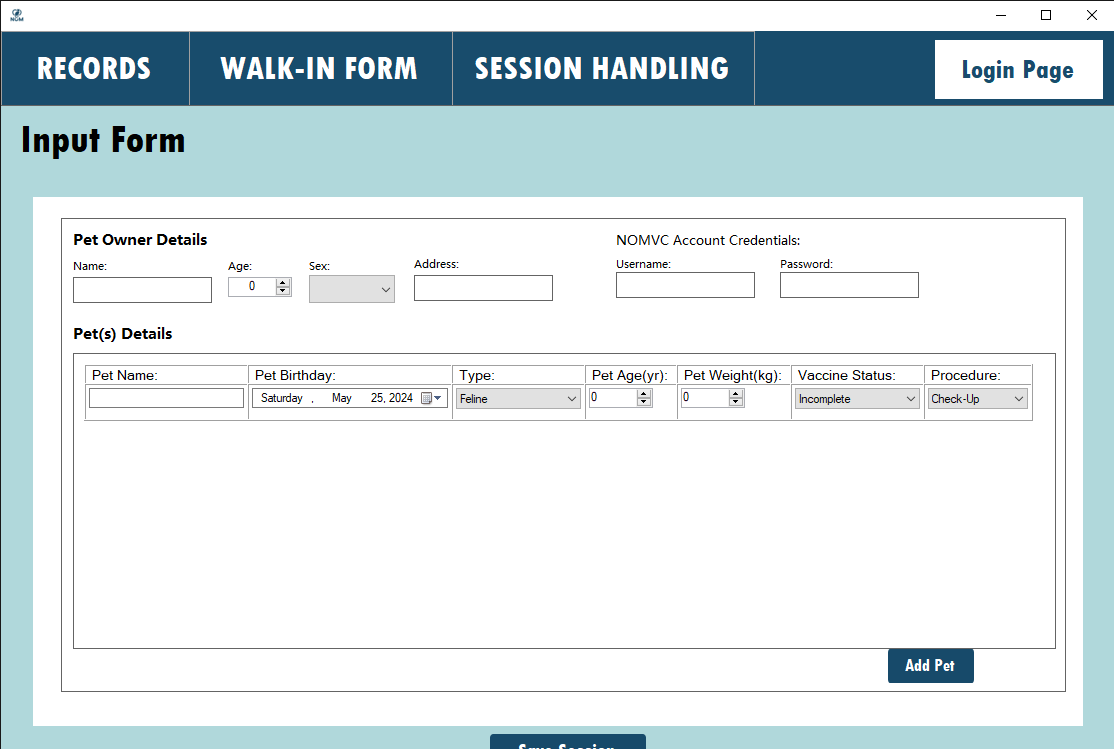 NOM
RECORDS WALK-IN FORM SESSION HANDLING Login Page
Input Form
Pet Owner Details NOMVC Account Credentials:
Name: Age: Sex: Address: Username: Password:
0
Pet(s) Details
Pet Name: Pet Birthday: Type: Pet Age(yr): Pet Weight(kg): Vaccine Status: Procedure:
Saturday , May 25, 2024 Feline 0 0 Incomplete Check-Up
Add Pet
Save Session